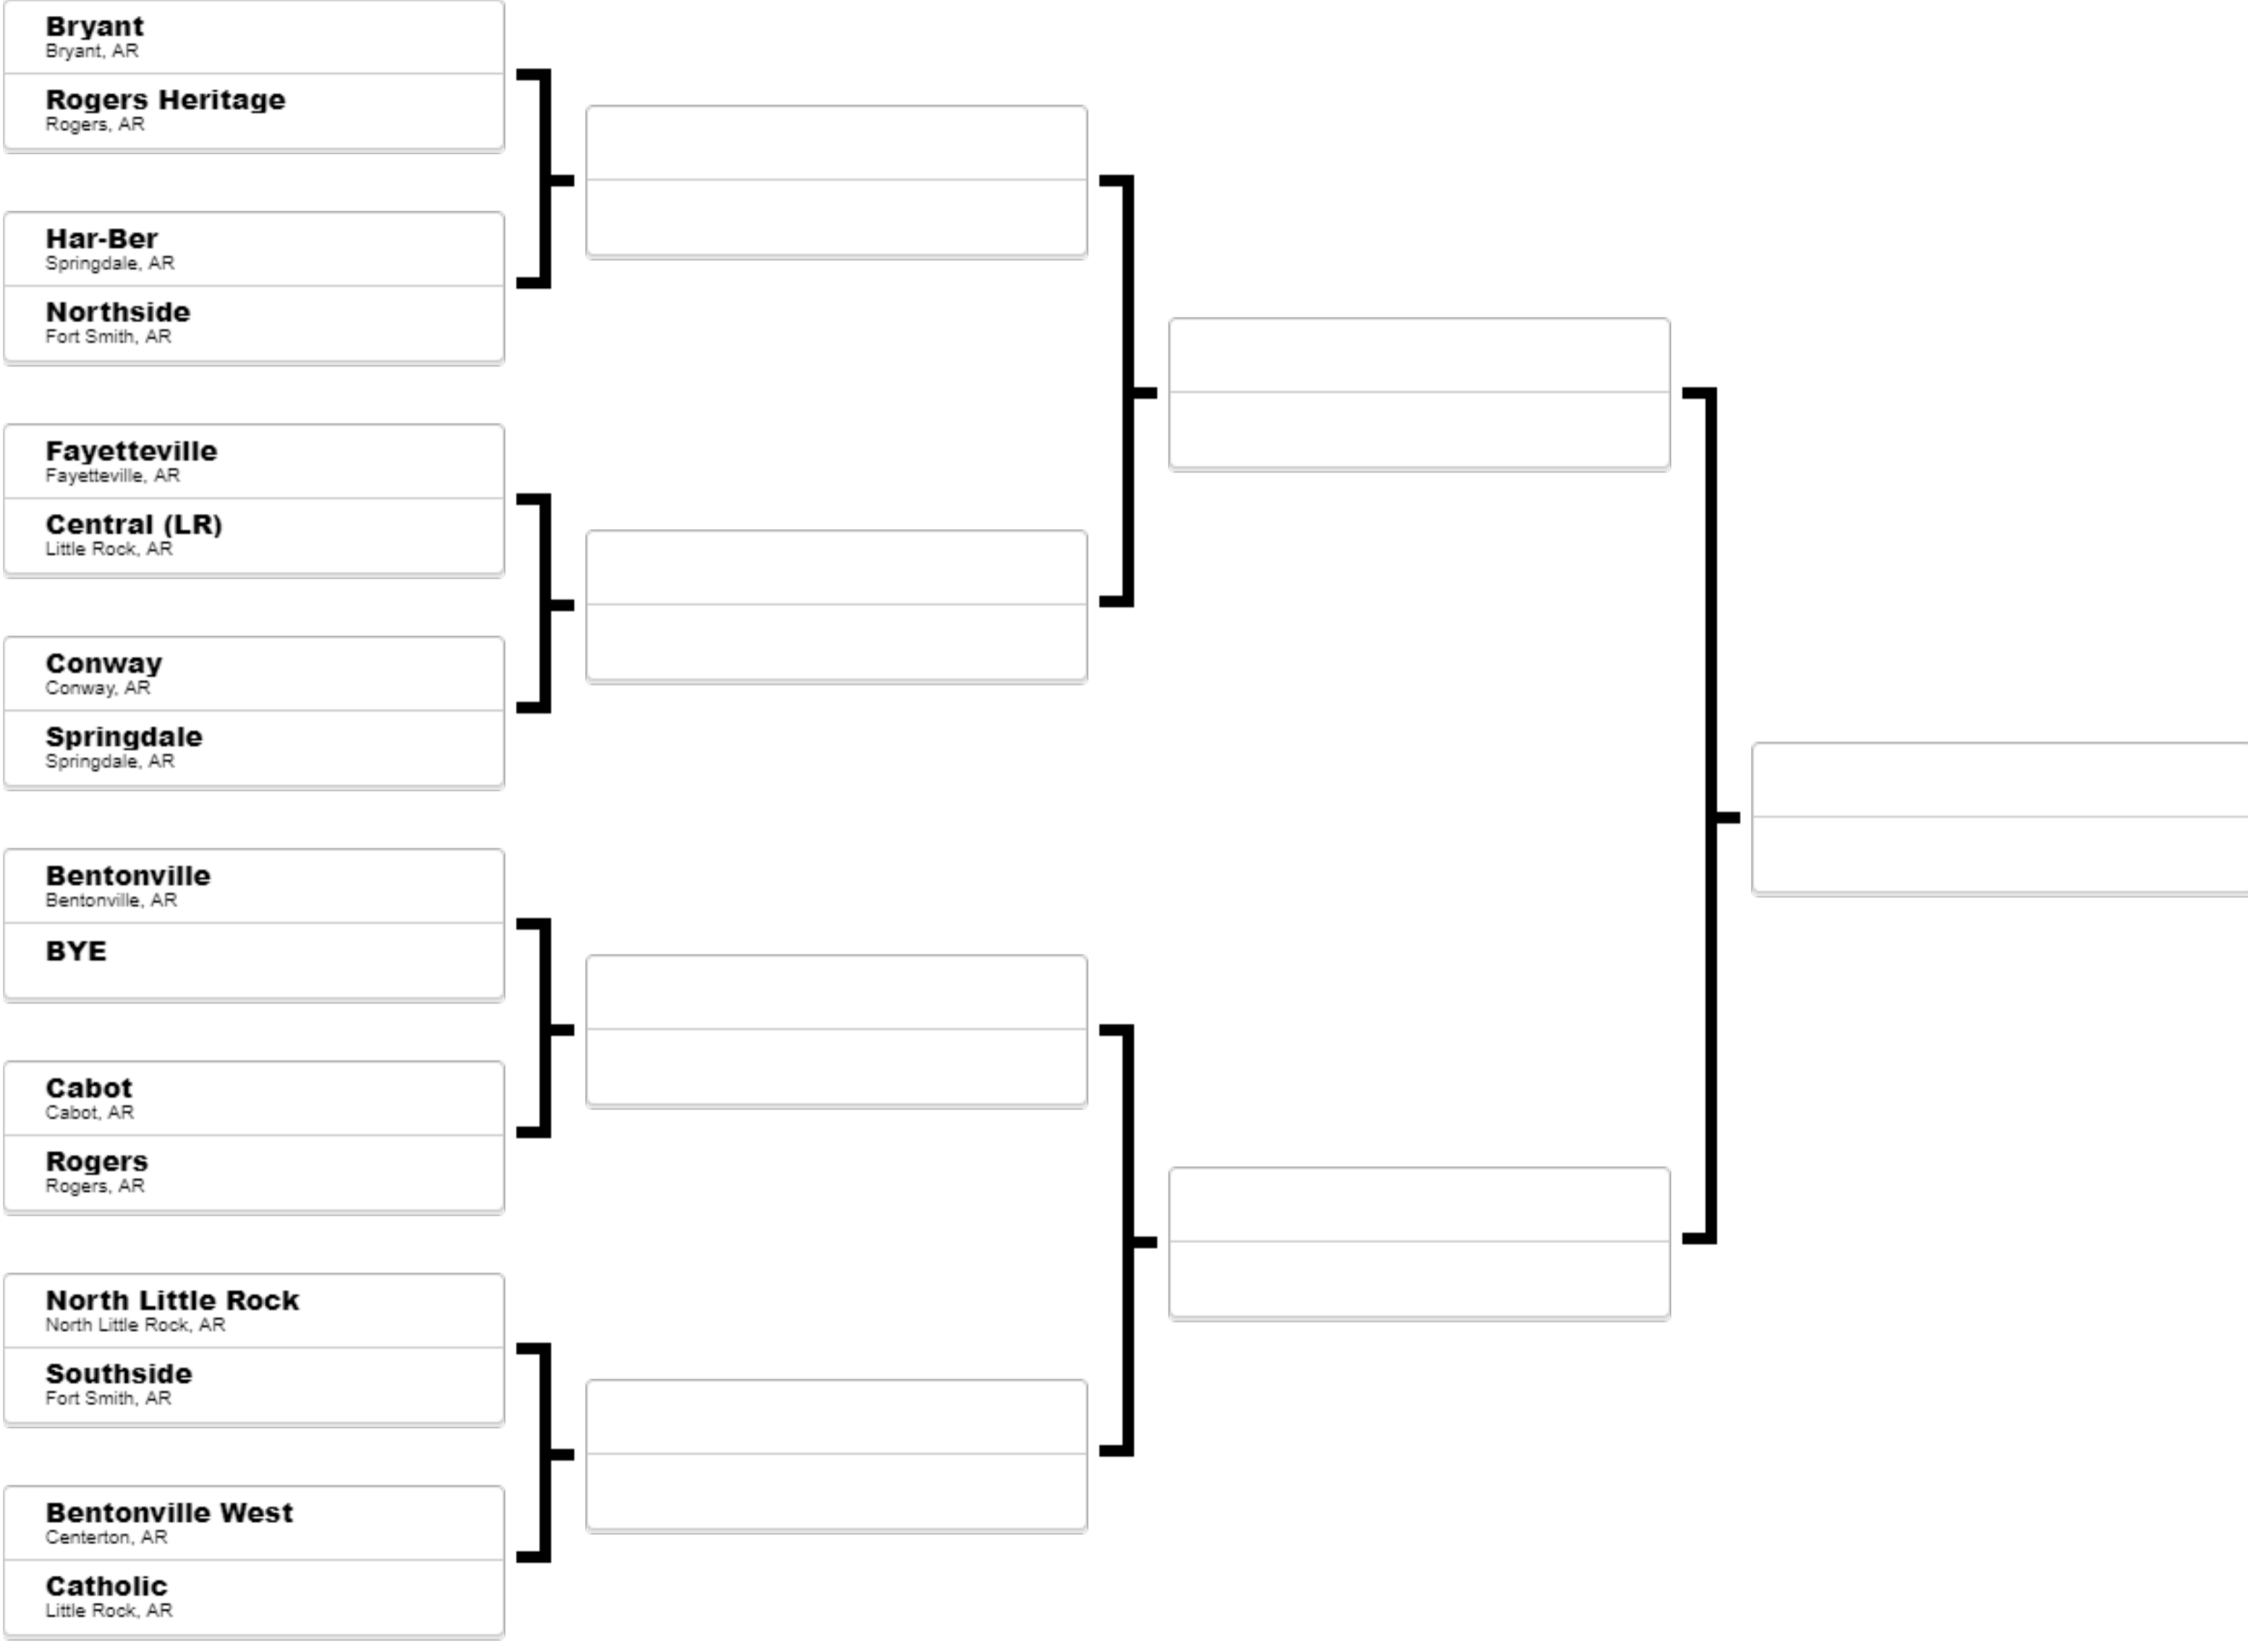 Bryant
Bryant, AR
Rogers Heritage
Rogers, AR
Har-Ber
Springdale, AR
Northside
Fort Smith, AR
Fayetteville
Fayetteville, AR
Central (LR)
Little Rock, AR
Conway
Conway, AR
Springdale
Springdale, AR
Bentonville
Bentonville, AR
BYE
Cabot
Cabot, AR
Rogers
Rogers, AR
North Little Rock
North Little Rock, AR
Southside
Fort Smith, AR
Bentonville West
Centerton, AR
Catholic
Little Rock, AR